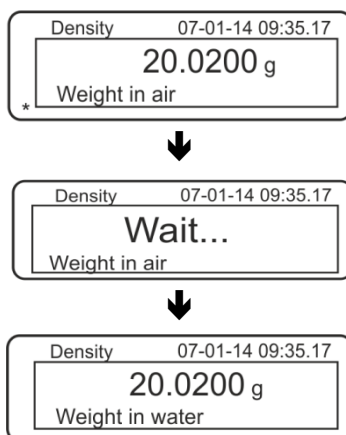 Density 07-01-14 09:35.17
20.0200 g
Weight in air
*
Density 07-01-14 09:35.17
Wait...
Weight in air
Density 07-01-14 09:35.17
20.0200 g
Weight in water